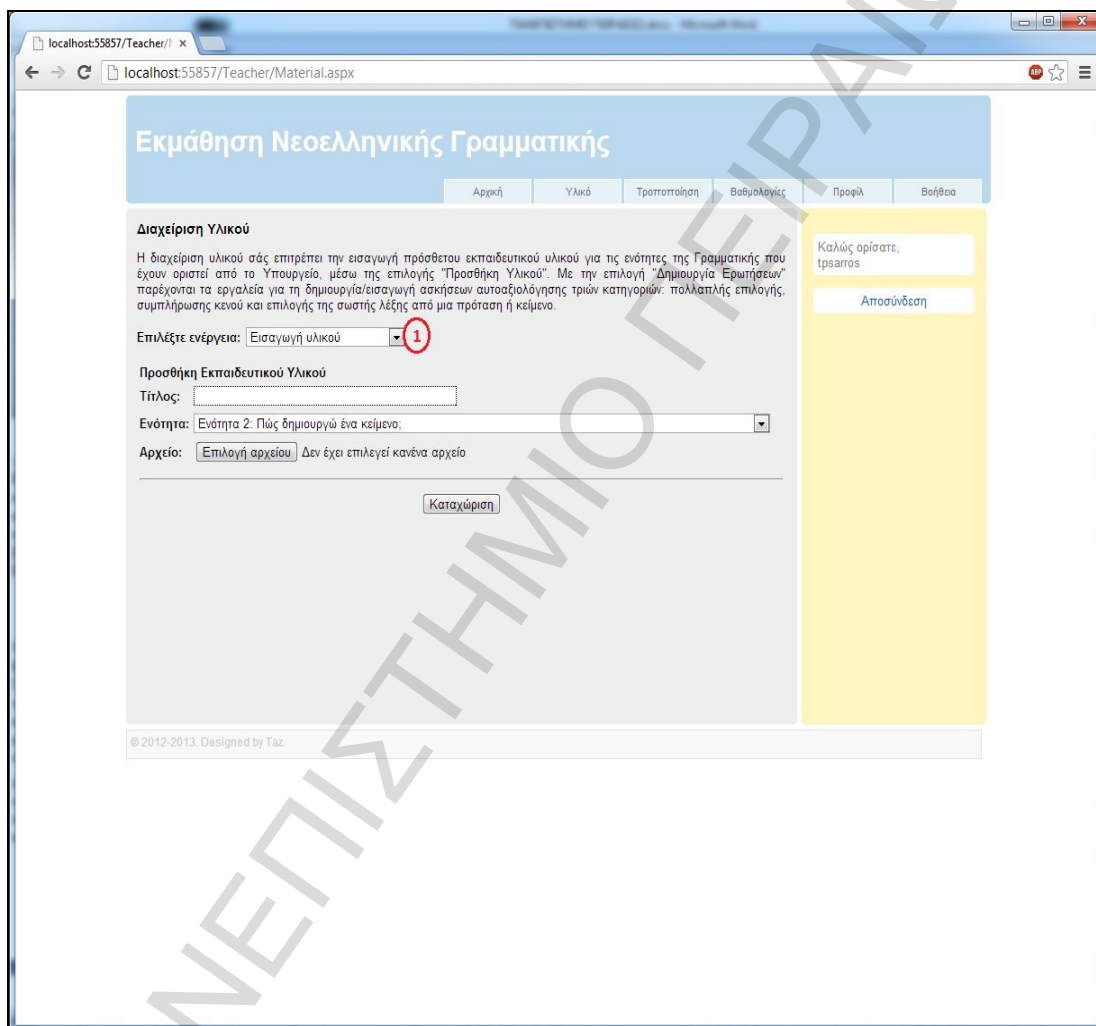 localhost:55857/Teacher/
localhost:55857/Teacher/Material.aspx
ABP
Εκμάθηση Νεοελληνικής Γραμματικής
Αρχική Υλικό Τροποποίηση Βαθμολογίες Προφίλ Βοήθεια
Διαχείριση Υλικού
Η διαχείριση υλικού σάς επιτρέπει την εισαγωγή πρόσθετου εκπαιδευτικού υλικού για τις ενότητες της Γραμματικής που
έχουν οριστεί από το Υπουργείο, μέσω της επιλογής "Προσθήκη Υλικού". Με την επιλογή "Δημιουργία Ερωτήσεων"
παρέχονται τα εργαλεία για τη δημιουργία/εισαγωγή ασκήσεων αυτοαξιολόγησης τριών κατηγοριών: πολλαπλής επιλογής,
συμπλήρωσης κενού και επιλογής της σωστής λέξης από μια πρόταση ή κείμενο.
Επιλέξτε ενέργεια: Εισαγωγή υλικού 1
Προσθήκη Εκπαιδευτικού Υλικού
Τίτλος:
Ενότητα: Ενότητα 2: Πώς δημιουργώ ένα κείμενο;
Αρχείο: Επιλογή αρχείου Δεν έχει επιλεγεί κανένα αρχείο
Καταχώριση
Καλώς ορίσατε,
tpsarros
Αποσύνδεση
© 2012-2013. Designed by Taz.
ΝΕΠΙΣΤΗΜΙΟ ΠΕΙΡΑΙΩ